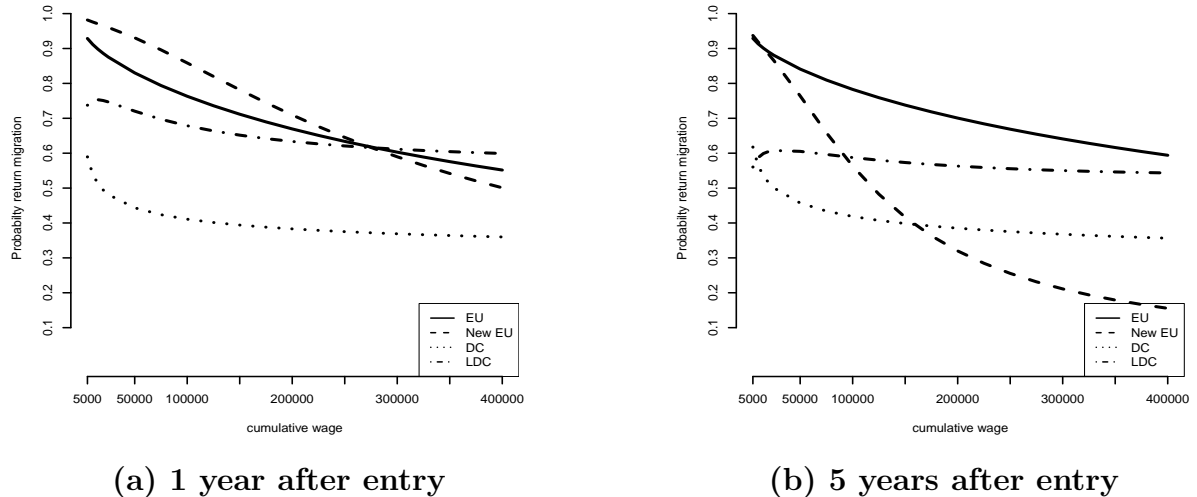 Probabilty return migration
1.0
0.9
0.8
0.7
0.6
0.5
0.4
0.3
0.2
0.1
EU
New EU
DC
LDC
5000 50000 100000 200000 300000 400000
cumulative wage
(a) 1 year after entry
Probabilty return migration
1.0
0.9
0.8
0.7
0.6
0.5
0.4
0.3
0.2
0.1
EU
New EU
DC
LDC
5000 50000 100000 200000 300000 400000
cumulative wage
(b) 5 years after entry